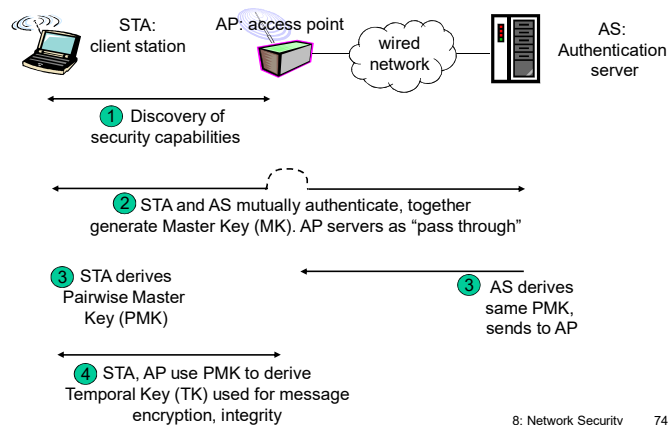 STA:
client station
AP: access point
wired
network
AS:
Authentication
server
1 Discovery of
security capabilities
2 STA and AS mutually authenticate, together
generate Master Key (MK). AP servers as “pass through”
3 STA derives
Pairwise Master
Key (PMK)
3 AS derives
same PMK,
sends to AP
4 STA, AP use PMK to derive
Temporal Key (TK) used for message
encryption, integrity
8: Network Security 74